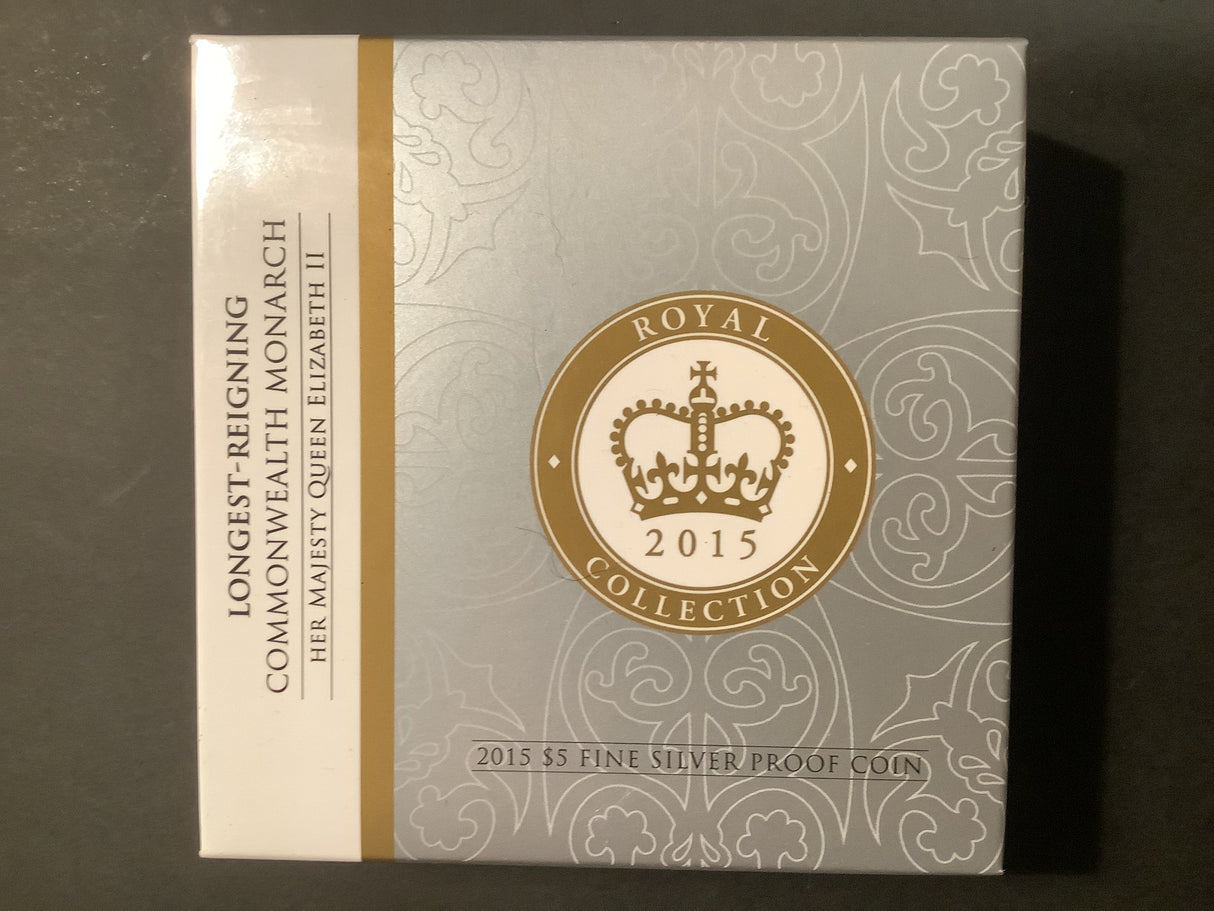 LONGEST-REIGNING
COMMONWEALTH MONARCH
HER MAJESTY QUEEN ELIZABETH II
ROYAL
2015
COLLECTION
2015 $5 FINE SILVER PROOF COIN